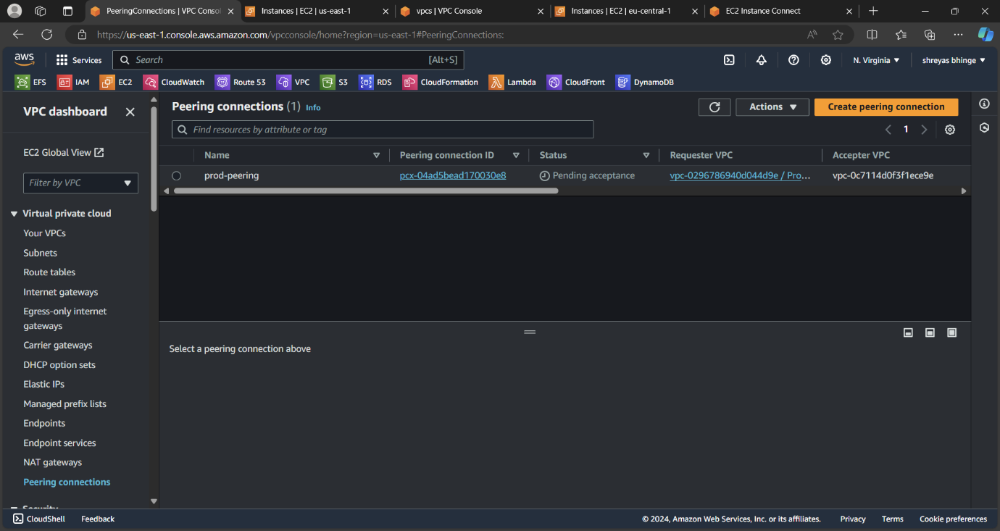 PeeringConnections | VPC Conso
Instances | EC2 | us-east-1
vpcs | VPC Console
Instances | EC2 | eu-central-1
EC2 Instance Connect
https://us-east-1.console.aws.amazon.com/vpcconsole/home?region=us-east-1#PeeringConnections:
aws
Services
Search
[Alt+S]
N. Virginia
shreyas bhinge
EFS
IAM
EC2
CloudWatch
Route 53
VPC
S3
RDS
CloudFormation
Lambda
CloudFront
DynamoDB
VPC dashboard
EC2 Global View
Filter by VPC
Virtual private cloud
Your VPCs
Subnets
Route tables
Internet gateways
Egress-only internet
gateways
Carrier gateways
DHCP option sets
Elastic IPs
Managed prefix lists
Endpoints
Endpoint services
NAT gateways
Peering connections
Security
Peering connections (1) Info
Actions
Create peering connection
Find resources by attribute or tag
1
Name
Peering connection ID
Status
Requester VPC
Accepter VPC
prod-peering
pcx-04ad5bead170030e8
Pending acceptance
vpc-0296786940d044d9e / Pro...
vpc-0c7114d0f3f1ece9e
Select a peering connection above
CloudShell
Feedback
© 2024, Amazon Web Services, Inc. or its affiliates.
Privacy
Terms
Cookie preferences